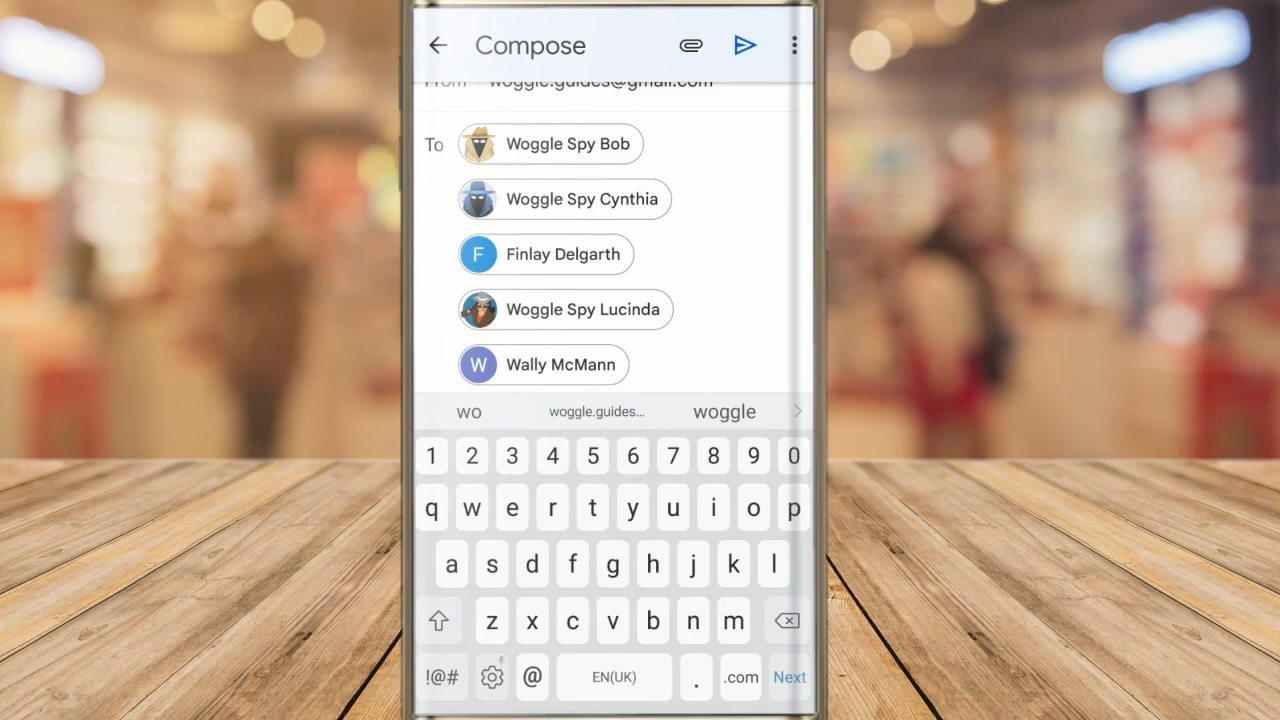 Compose
From woggle.guides@gmail.com
To Woggle Spy Bob
Woggle Spy Cynthia
F Finlay Delgarth
Woggle Spy Lucinda
W Wally McMann
wo woggle.guides... woggle
1 2 3 4 5 6 7 8 9 0
q w e r t y u i o p
a s d f g h j k l
z x c v b n m
!@# @ EN(UK) . .com Next